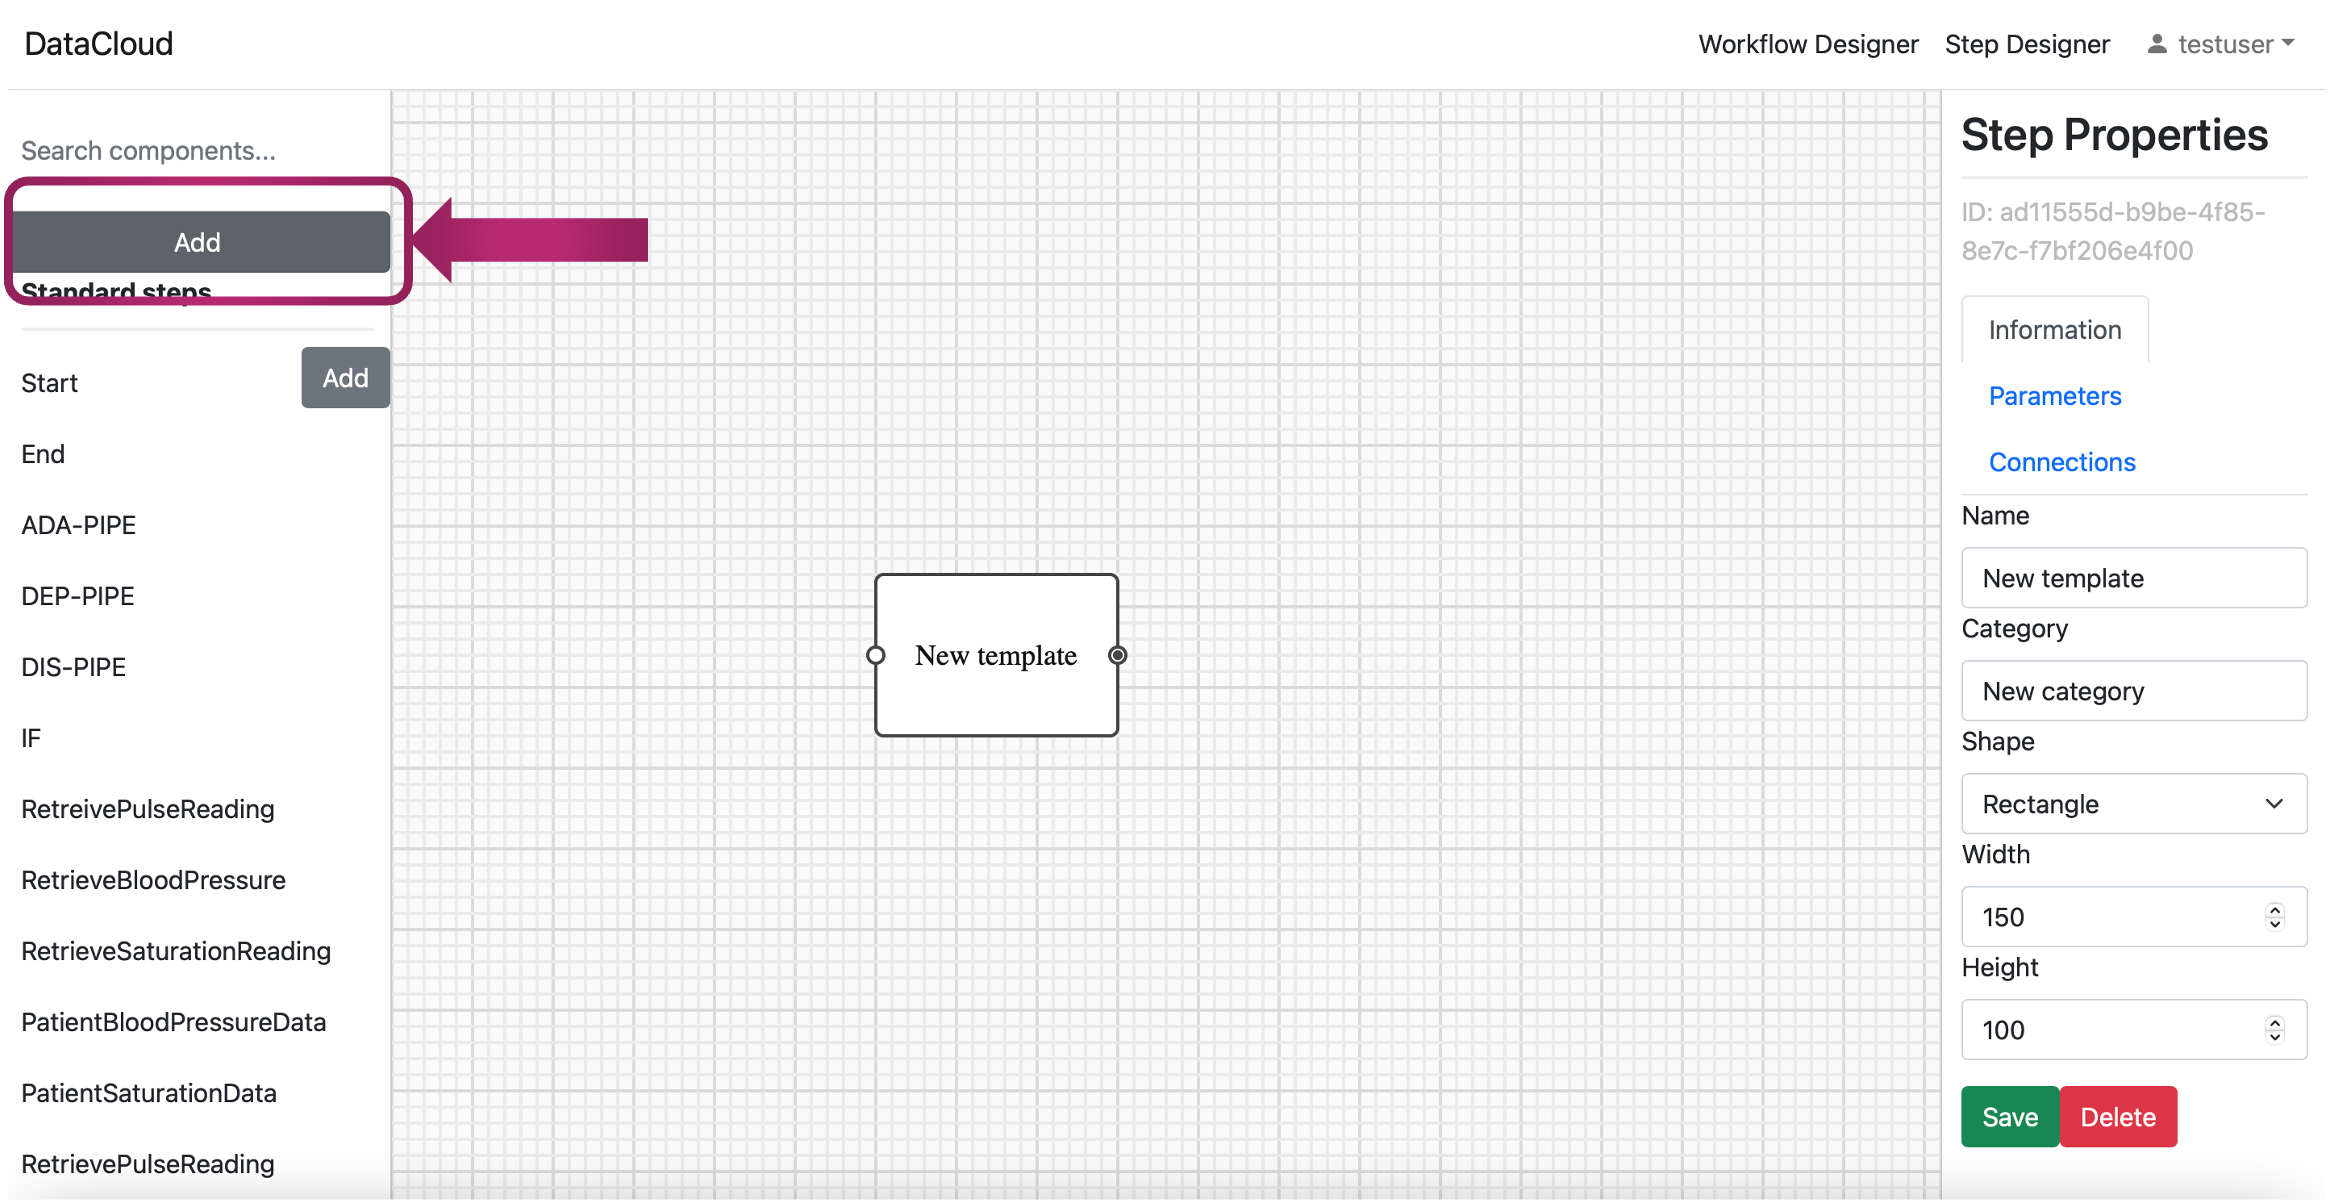 DataCloud
Workflow Designer Step Designer testuser
Search components...
Add
Standard steps
Start
Add
End
ADA-PIPE
DEP-PIPE
DIS-PIPE
IF
RetreivePulseReading
RetrieveBloodPressure
RetrieveSaturationReading
PatientBloodPressureData
PatientSaturationData
RetrievePulseReading
New template
Step Properties
ID: ad11555d-b9be-4f85-
8e7c-f7bf206e4f00
Information
Parameters
Connections
Name
New template
Category
New category
Shape
Rectangle
Width
150
Height
100
Save Delete